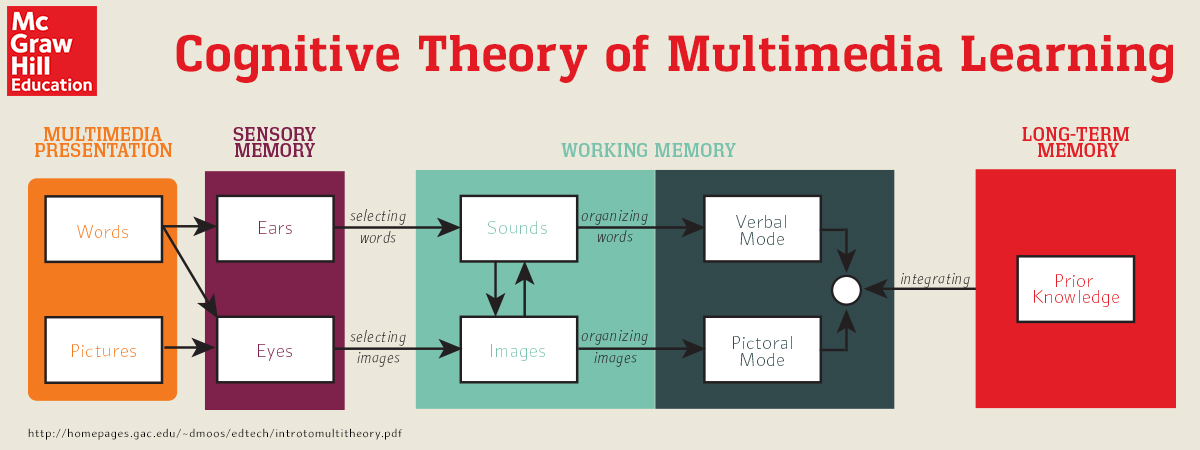 Mc
Graw
Hill
Education
Cognitive Theory of Multimedia Learning
MULTIMEDIA
PRESENTATION
SENSORY
MEMORY
WORKING MEMORY
LONG-TERM
MEMORY
Words
Ears
selecting
words
Sounds
organizing
words
Verbal
Mode
integrating
Prior
Knowledge
Pictures
Eyes
selecting
images
Images
organizing
images
Pictoral
Mode
http://homepages.gac.edu/~dmoos/edtech/introtomultitheory.pdf